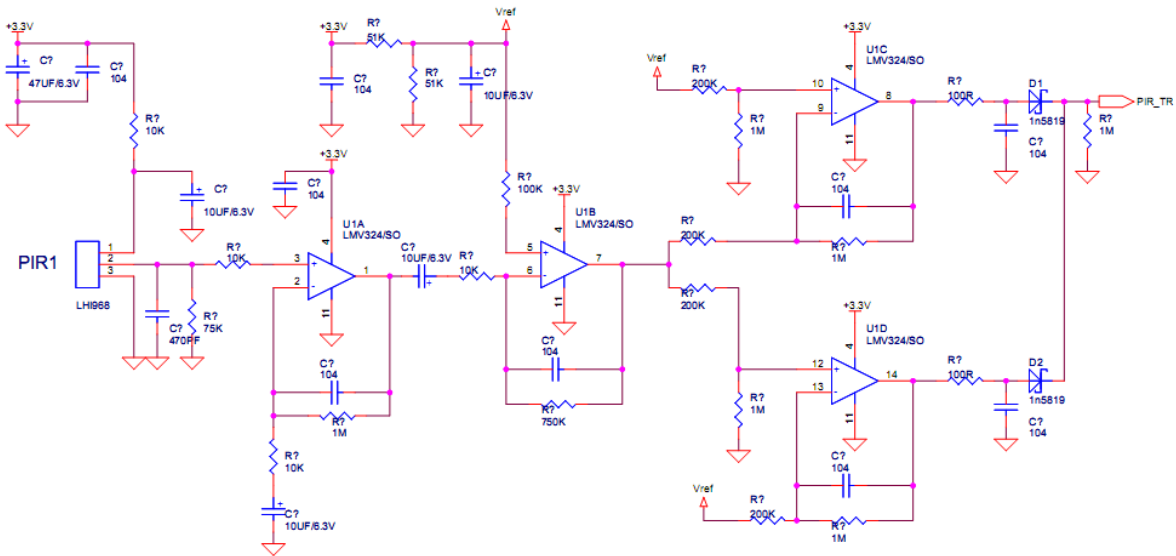 +3.3V
C?
47UF/6.3V
C?
104
R?
10K
C?
10UF/6.3V
PIR1
1
2
3
LHI968
C?
470PF
R?
75K
R?
10K
+3.3V
C?
104
+3.3V
U1A
LMV324/SO
3
2
4
11
1
C?
104
R?
1M
R?
10K
C?
10UF/6.3V
+3.3V
C?
104
R?
51K
R?
51K
C?
10UF/6.3V
Vref
R?
100K
C?
10UF/6.3V
R?
10K
+3.3V
U1B
LMV324/SO
5
6
4
11
7
C?
104
R?
750K
R?
200K
R?
200K
Vref
R?
200K
R?
1M
+3.3V
U1C
LMV324/SO
10
9
4
11
8
C?
104
R?
1M
R?
100R
C?
104
D1
1n5819
R?
1M
PIR_TR
R?
1M
+3.3V
U1D
LMV324/SO
12
13
4
11
14
C?
104
R?
1M
Vref
R?
200K
R?
100R
C?
104
D2
1n5819